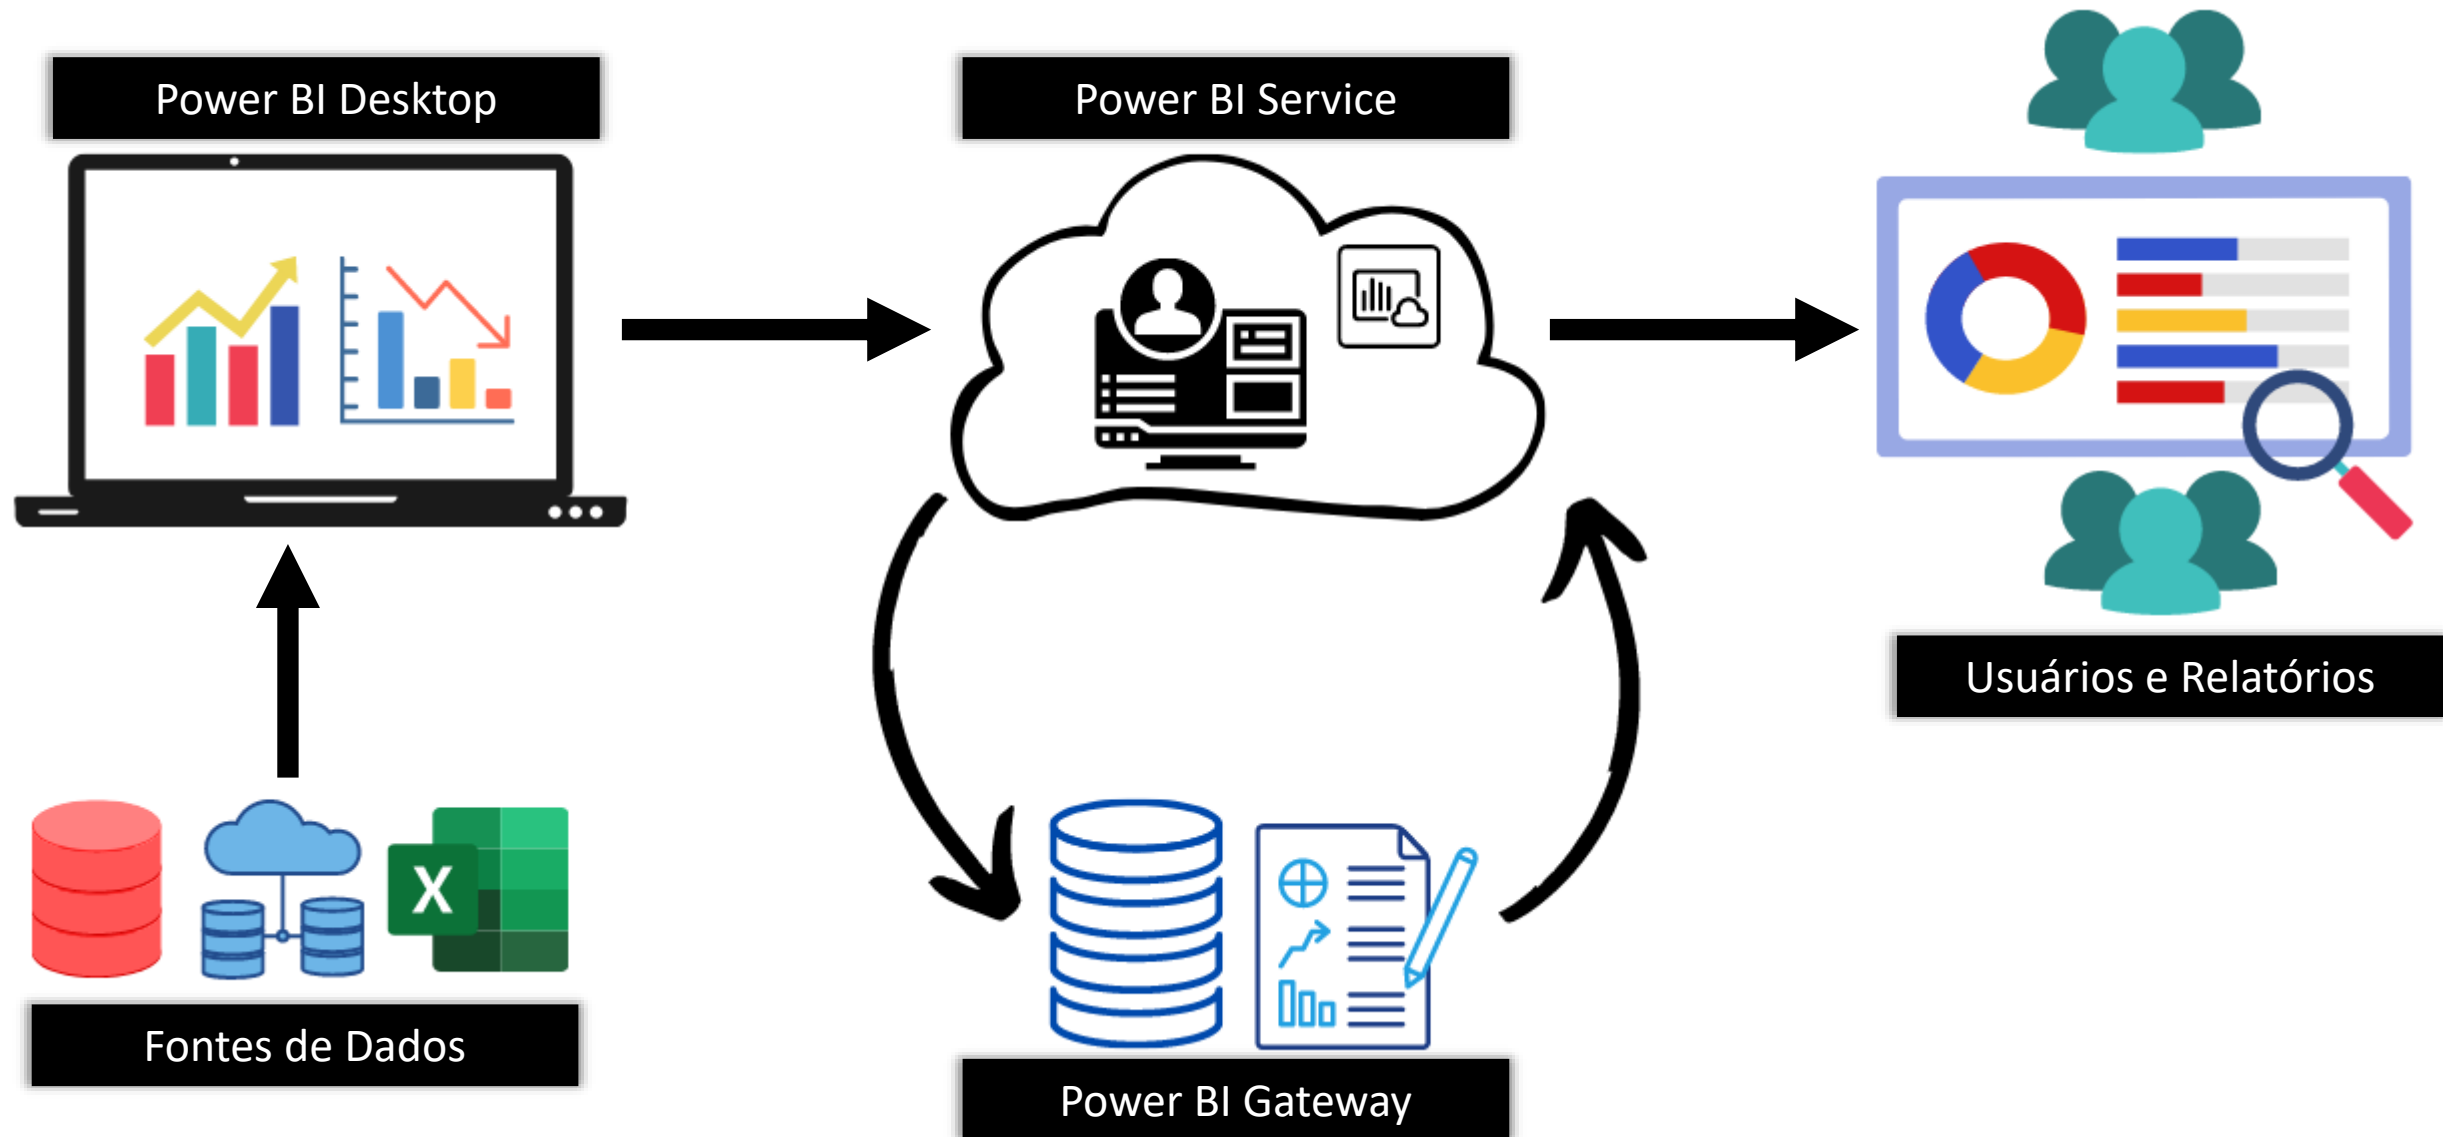 Power BI Desktop
Power BI Service
Usuários e Relatórios
X
Fontes de Dados
Power BI Gateway